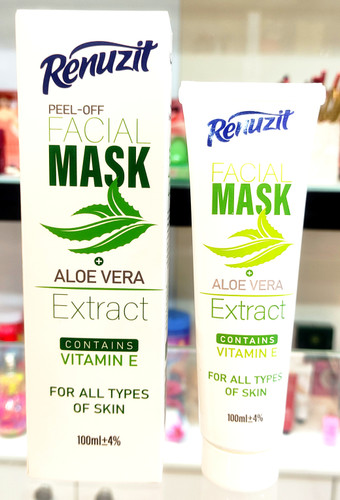 Renuzit
PEEL-OFF
FACIAL
MASK
+
ALOE VERA
Extract
CONTAINS
VITAMIN E
FOR ALL TYPES
OF SKIN
100ml±4%
Renuzit
FACIAL
MASK
+
ALOE VERA
Extract
CONTAINS
VITAMIN E
FOR ALL TYPES
OF SKIN
100ml±4%